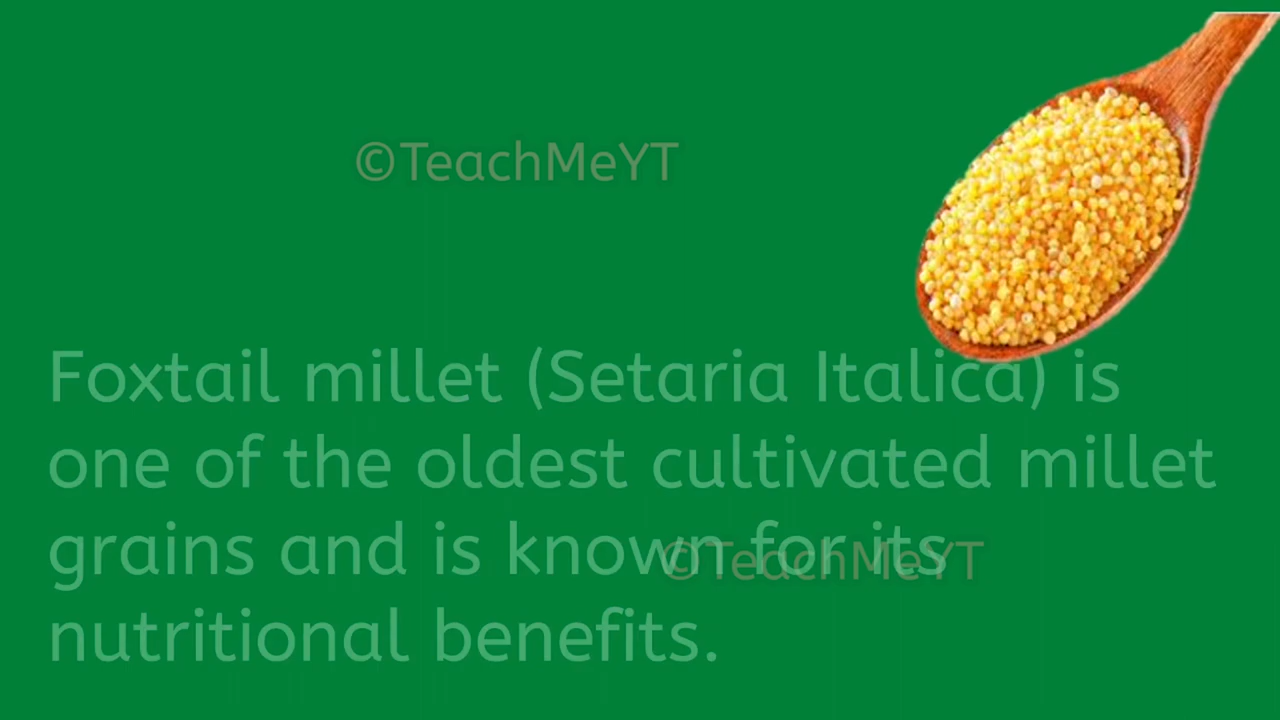 ©TeachMeYT
Foxtail millet (Setaria Italica) is
one of the oldest cultivated millet
grains and is known for its
©TeachMeYT
nutritional benefits.